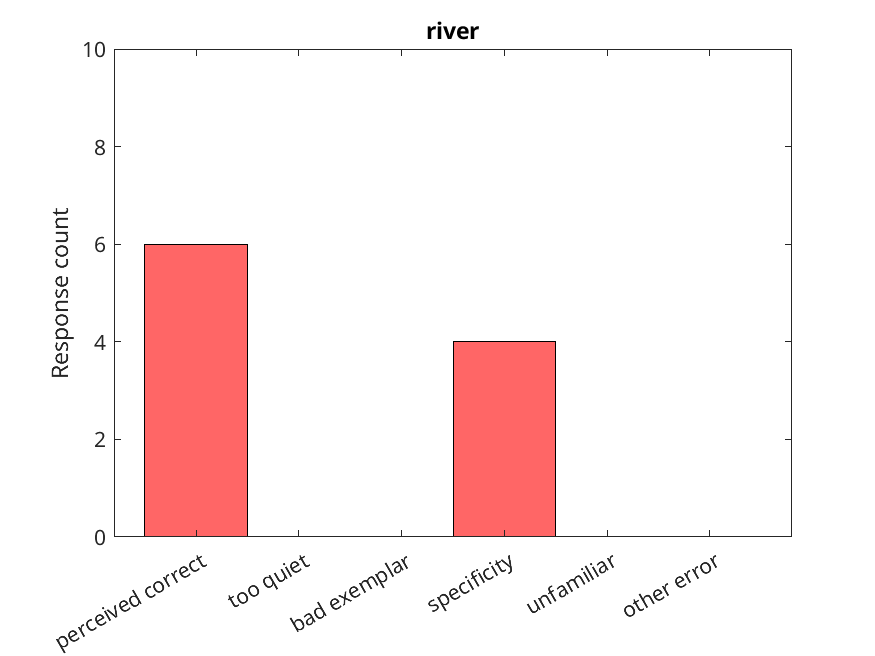 river
Response count
10
8
6
4
2
0
perceived correct
too quiet
bad exemplar
specificity
unfamiliar
other error